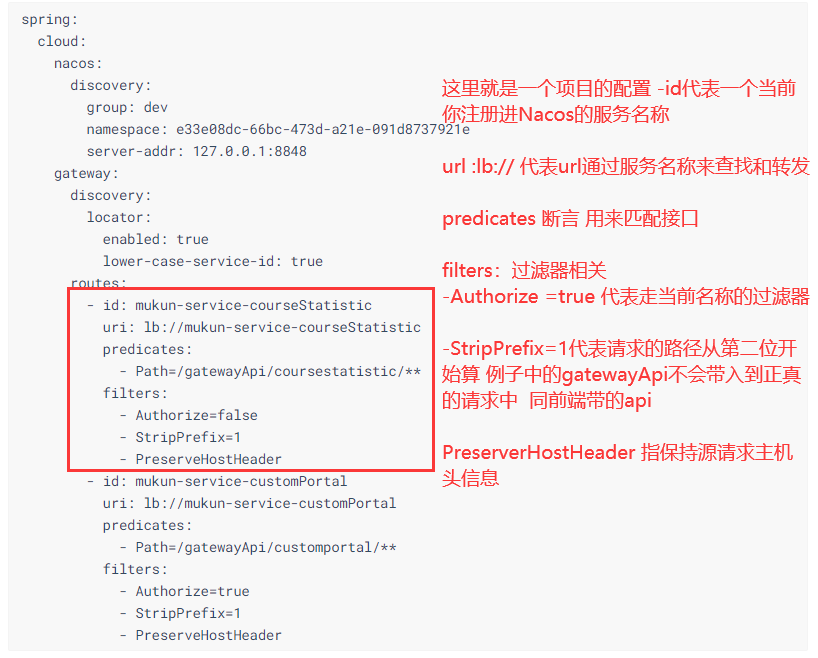 spring:
cloud:
nacos:
discovery:
group: dev
namespace: e33e08dc-66bc-473d-a21e-091d8737921e
server-addr: 127.0.0.1:8848
gateway:
discovery:
locator:
enabled: true
lower-case-service-id: true
routes:
- id: mukun-service-courseStatistic
uri: lb://mukun-service-courseStatistic
predicates:
- Path=/gatewayApi/coursestatistic/**
filters:
- Authorize=false
- StripPrefix=1
- PreserveHostHeader
- id: mukun-service-customPortal
uri: lb://mukun-service-customPortal
predicates:
- Path=/gatewayApi/customportal/**
filters:
- Authorize=true
- StripPrefix=1
- PreserveHostHeader
这里就是一个项目的配置 -id代表一个当前
你注册进Nacos的服务名称
url :lb:// 代表url通过服务名称来查找和转发
predicates 断言 用来匹配接口
filters：过滤器相关
-Authorize =true 代表走当前名称的过滤器
-StripPrefix=1代表请求的路径从第二位开
始算 例子中的gatewayApi不会带入到正真
的请求中 同前端带的api
PreserverHostHeader 指保持源请求主机
头信息